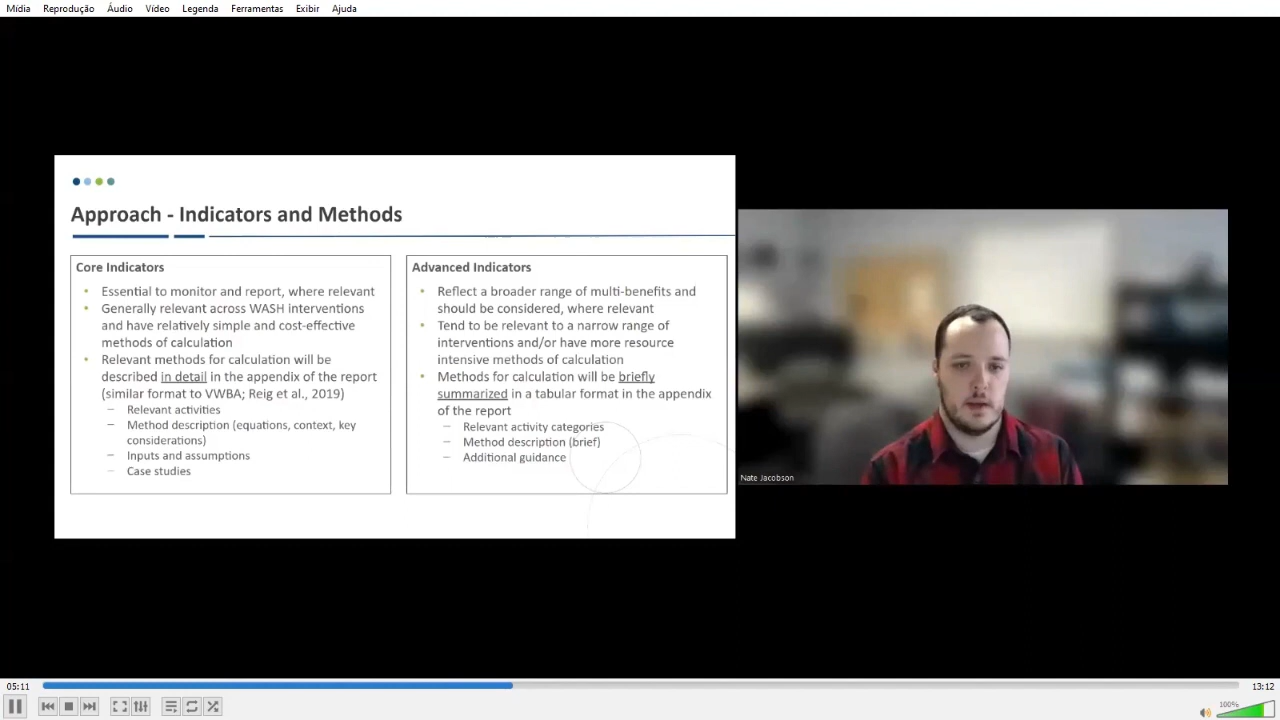 Mídia Reprodução Áudio Vídeo Legenda Ferramentas Exibir Ajuda
Approach - Indicators and Methods
Core Indicators
• Essential to monitor and report, where relevant
• Generally relevant across WASH interventions
and have relatively simple and cost-effective
methods of calculation
• Relevant methods for calculation will be
described in detail in the appendix of the report
(similar format to VWBA; Reig et al., 2019)
– Relevant activities
– Method description (equations, context, key
considerations)
– Inputs and assumptions
– Case studies
Advanced Indicators
• Reflect a broader range of multi-benefits and
should be considered, where relevant
• Tend to be relevant to a narrow range of
interventions and/or have more resource
intensive methods of calculation
• Methods for calculation will be briefly
summarized in a tabular format in the appendix
of the report
– Relevant activity categories
– Method description (brief)
– Additional guidance
Nate Jacobson
05:11
13:12
100%